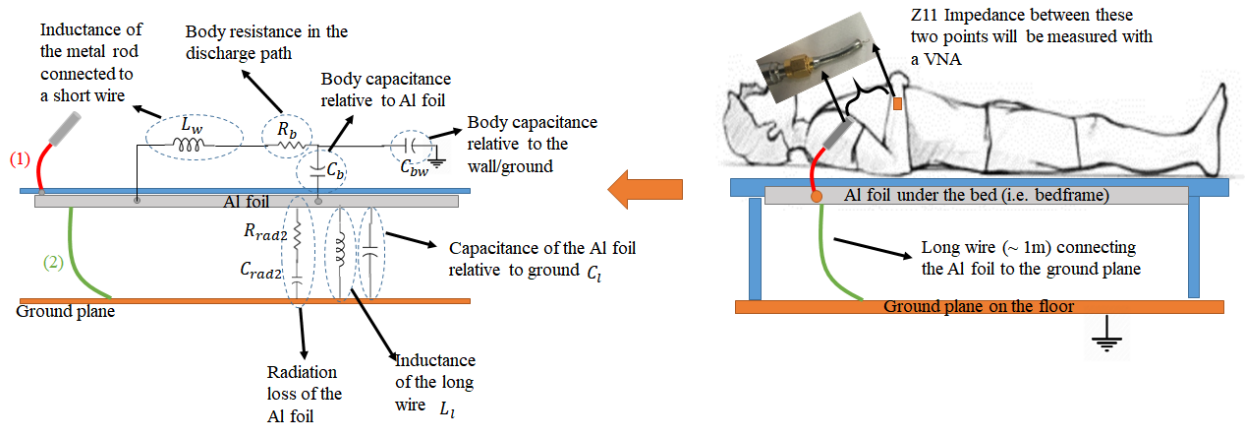 Inductance of
the metal rod
connected to
a short wire
Body resistance in the
discharge path
Body capacitance
relative to Al foil
Body capacitance
relative to the
wall/ground
L_w
R_b
C_b
C_bw
(1)
Al foil
(2)
R_rad2
C_rad2
Capacitance of the Al foil
relative to ground C_l
Ground plane
Radiation
loss of the
Al foil
Inductance
of the long
wire L_l
Z11 Impedance between these
two points will be measured with
a VNA
Al foil under the bed (i.e. bedframe)
Long wire (~ 1m) connecting
the Al foil to the ground plane
Ground plane on the floor